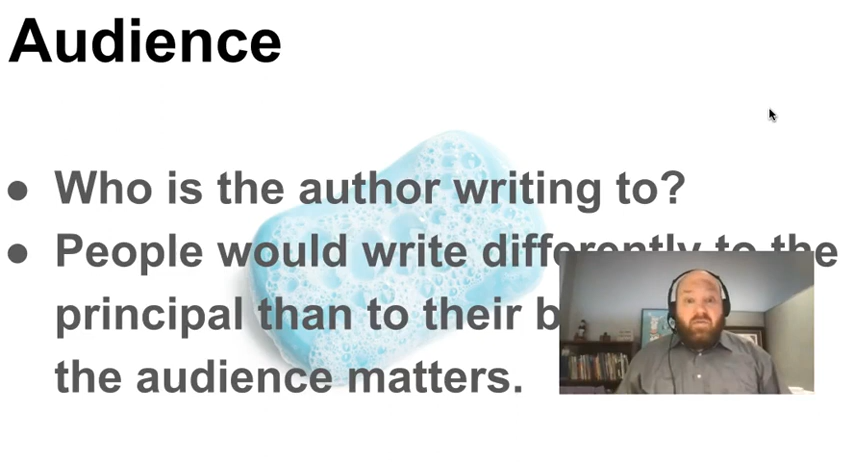 Audience
● Who is the author writing to?
● People would write differently to the
principal than to their
the audience matters.